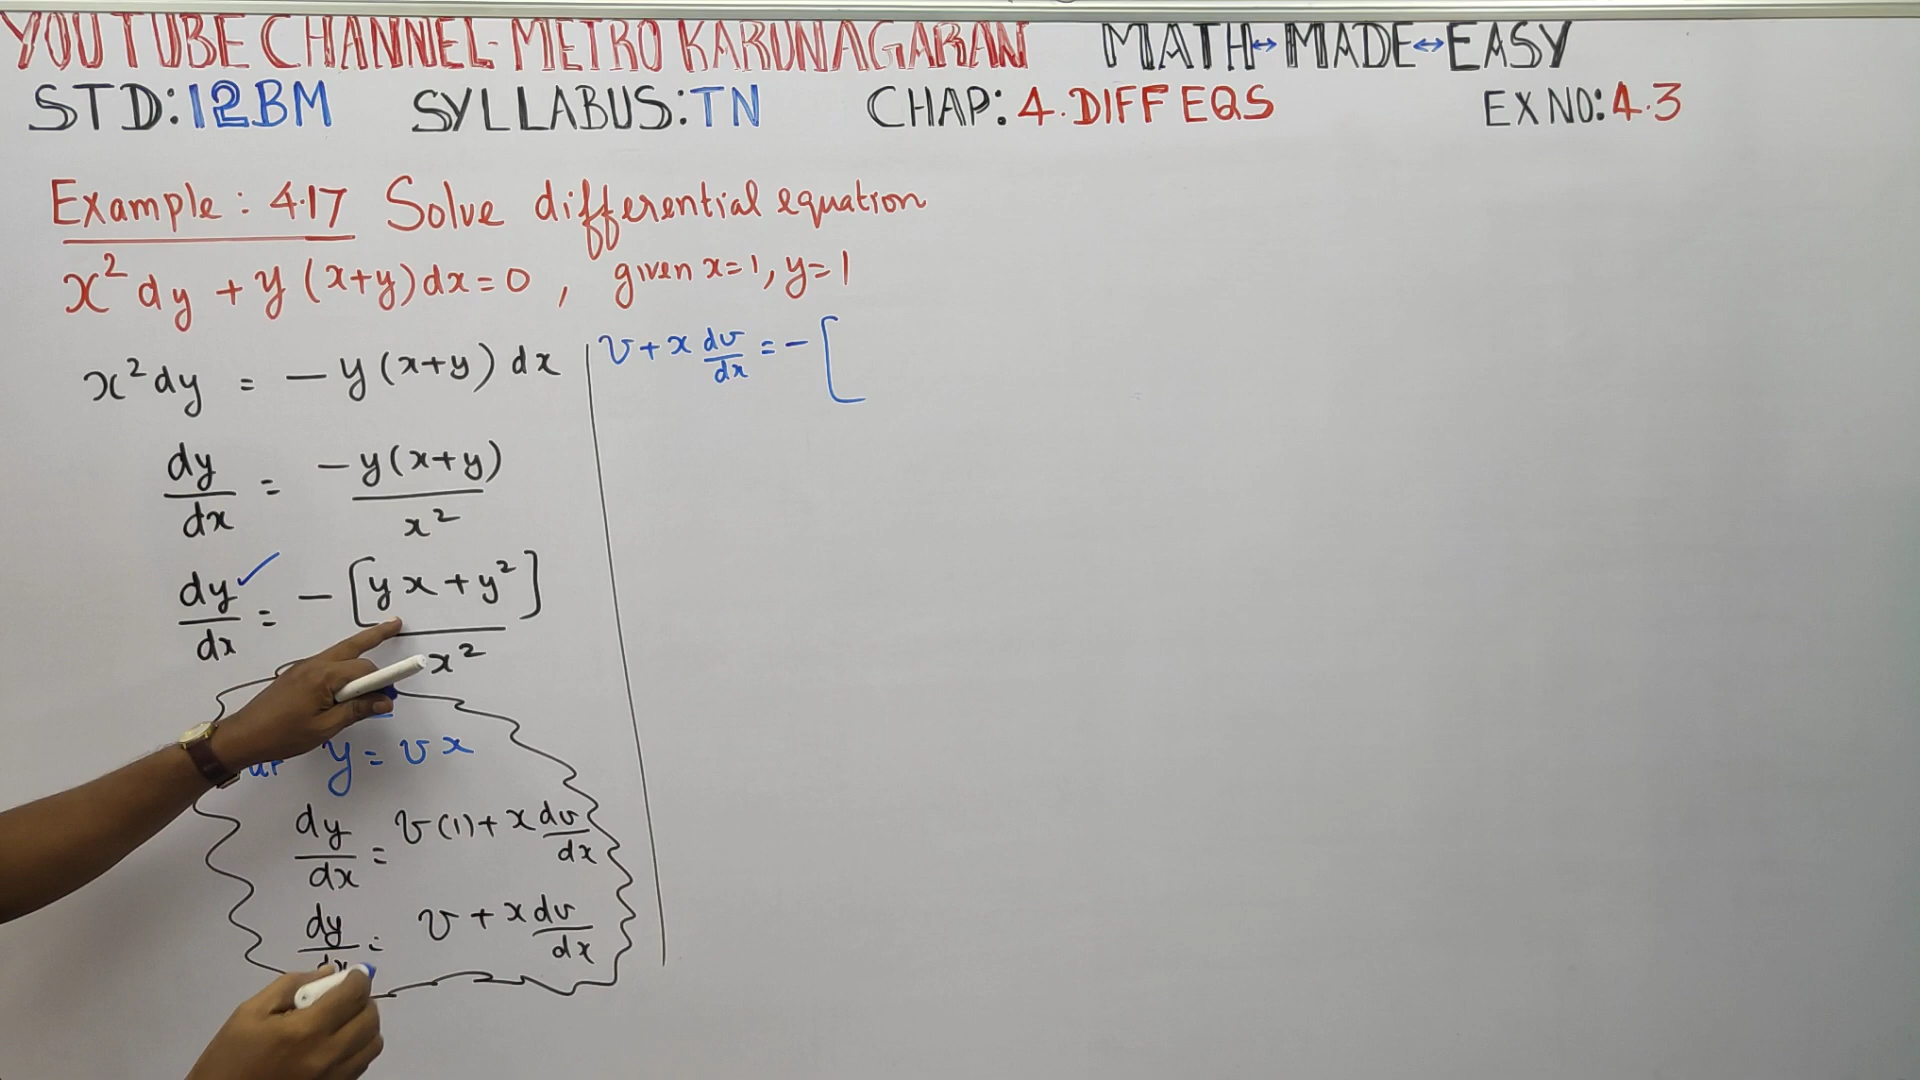 YOUTUBE CHANNEL-METRO KARUNAGARAN MATH↔MADE↔EASY
STD:12BM SYLLABUS:TN CHAP:4.DIFF EQS EX NO:4.3
Example: 4.17 Solve differential equation
x² dy + y (x+y) dx = 0 , given x=1, y=1
x² dy = - y (x+y) dx
dy/dx = -y(x+y)/x²
dy/dx ✓ = - [yx + y²]/x²
y = vx
dy/dx = v(1) + x dv/dx
dy/dx = v + x dv/dx
v + x dv/dx = - [